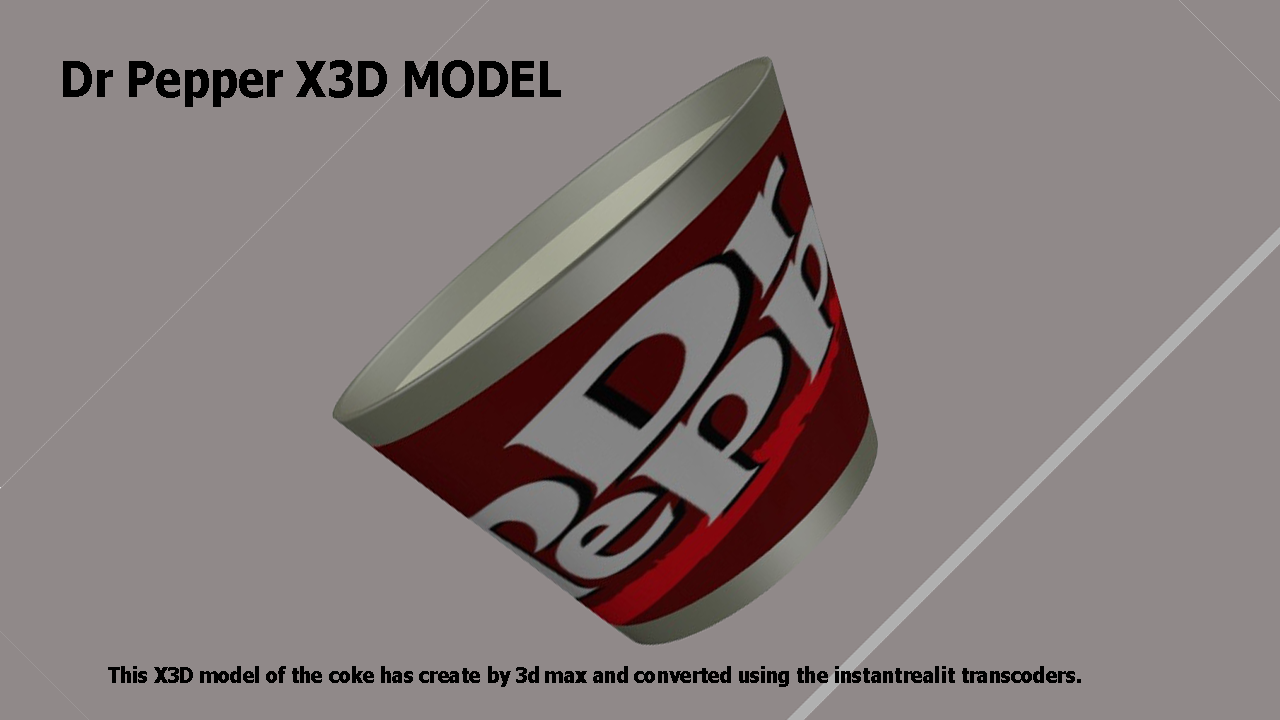 Dr Pepper X3D MODEL
Dr
Pepp
This X3D model of the coke has create by 3d max and converted using the instantrealit transcoders.